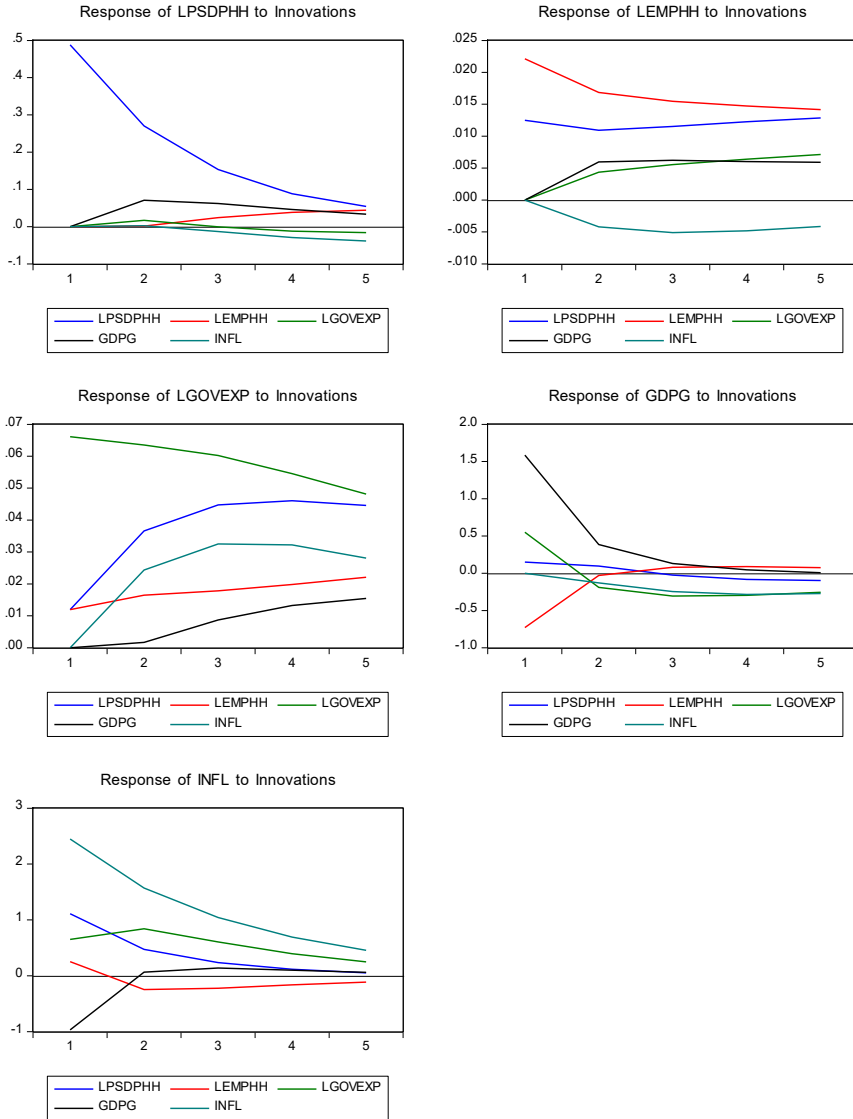 Response of LPSDPHH to Innovations
.5
.4
.3
.2
.1
.0
-.1
1 2 3 4 5
LPSDPHH LEMPHH LGOVEXP
GDPG INFL
Response of LEMPHH to Innovations
.025
.020
.015
.010
.005
.000
-.005
-.010
1 2 3 4 5
LPSDPHH LEMPHH LGOVEXP
GDPG INFL
Response of LGOVEXP to Innovations
.07
.06
.05
.04
.03
.02
.01
.00
1 2 3 4 5
LPSDPHH LEMPHH LGOVEXP
GDPG INFL
Response of GDPG to Innovations
2.0
1.5
1.0
0.5
0.0
-0.5
-1.0
1 2 3 4 5
LPSDPHH LEMPHH LGOVEXP
GDPG INFL
Response of INFL to Innovations
3
2
1
0
-1
1 2 3 4 5
LPSDPHH LEMPHH LGOVEXP
GDPG INFL